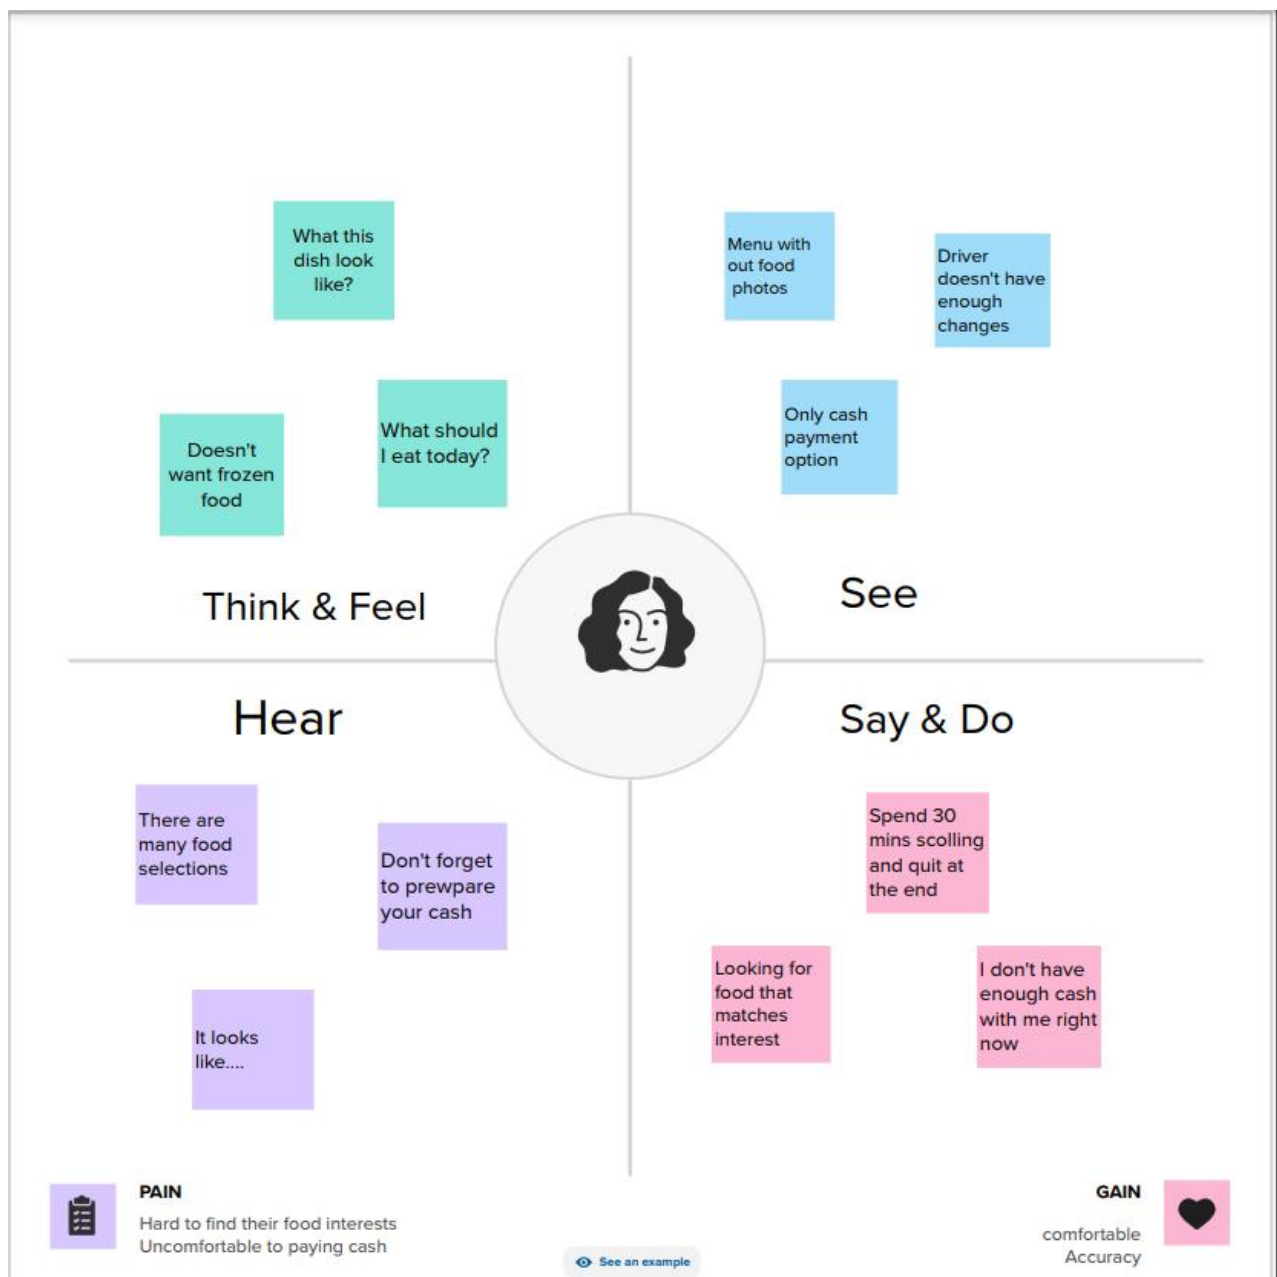 What this
dish look
like?
Doesn't
want frozen
food
What should
I eat today?
Think & Feel
Menu with
out food
photos
Driver
doesn't have
enough
changes
Only cash
payment
option
See
Hear
There are
many food
selections
Don't forget
to prewpare
your cash
It looks
like....
Say & Do
Spend 30
mins scolling
and quit at
the end
Looking for
food that
matches
interest
I don't have
enough cash
with me right
now
PAIN
Hard to find their food interests
Uncomfortable to paying cash
See an example
GAIN
comfortable
Accuracy